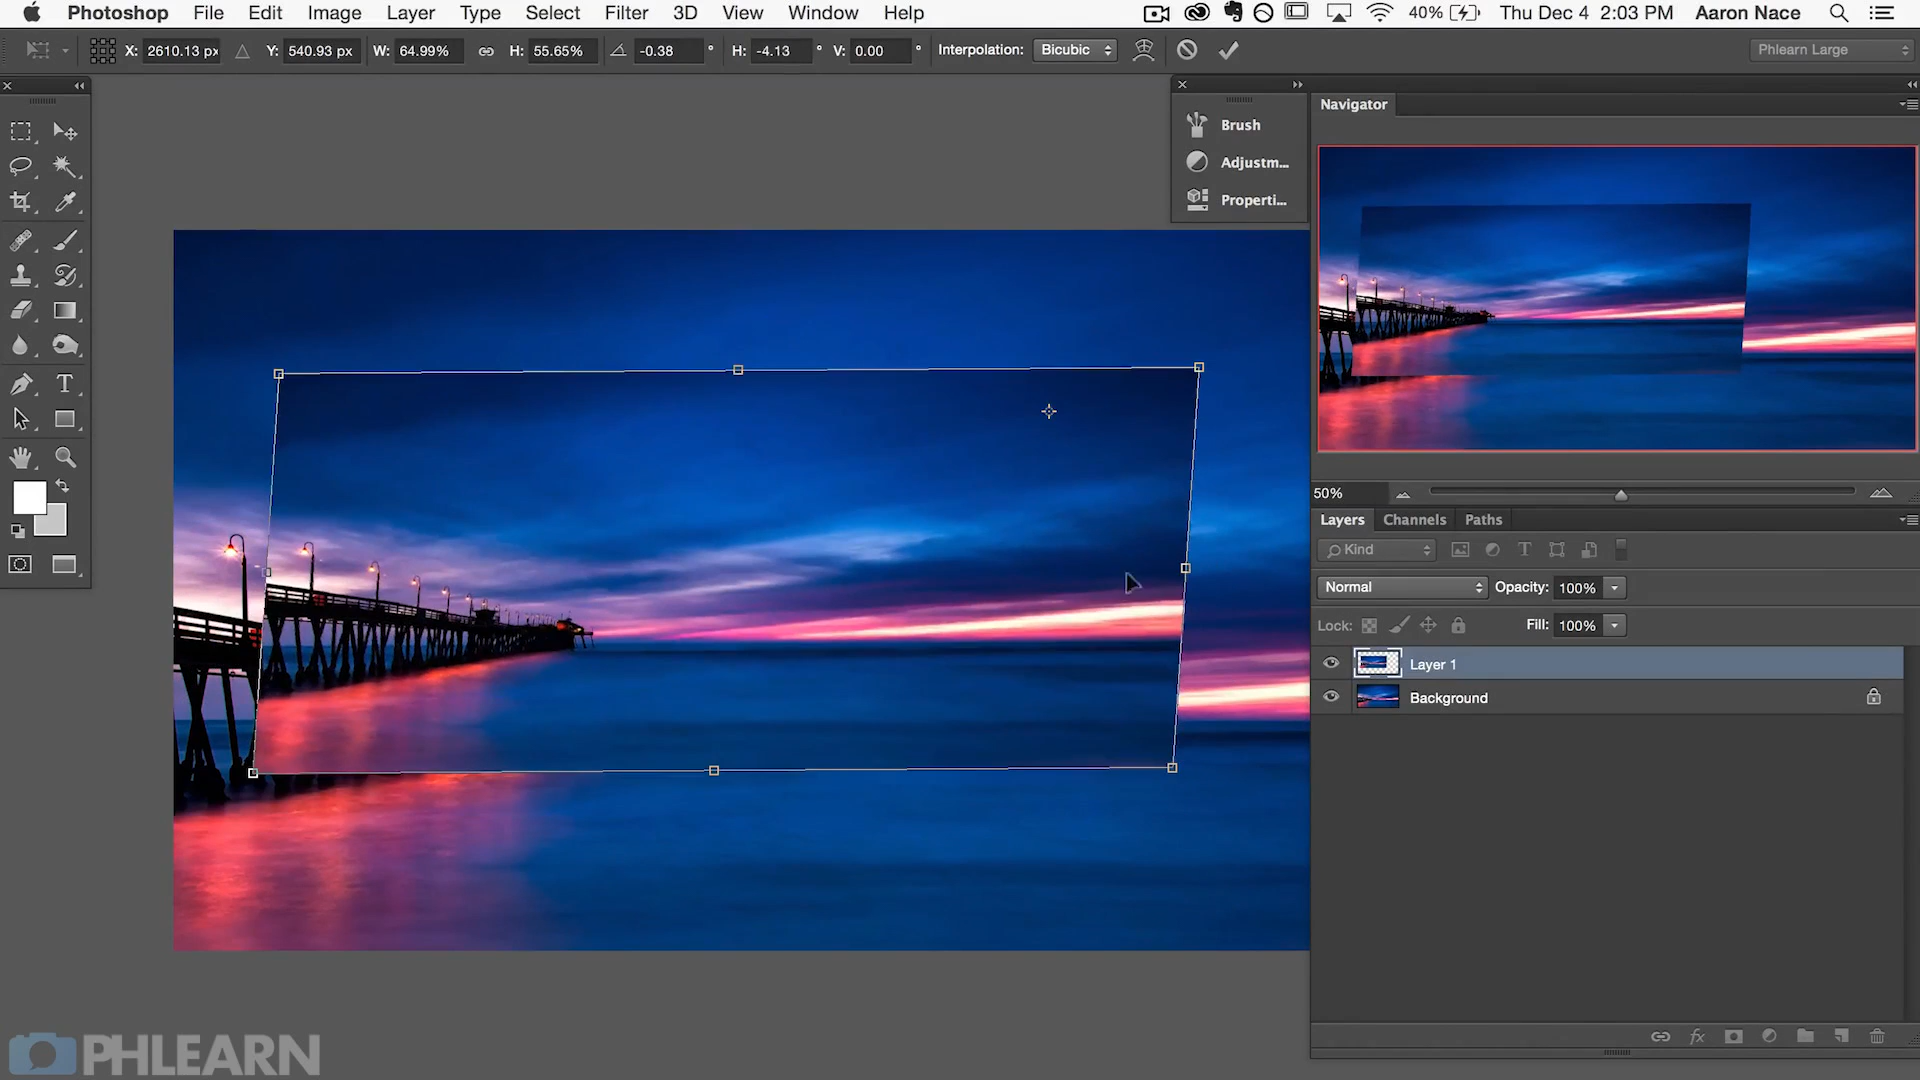 Photoshop File Edit Image Layer Type Select Filter 3D View Window Help 40% Thu Dec 4 2:03 PM Aaron Nace
X: 2610.13 px Y: 540.93 px W: 64.99% H: 55.65% -0.38 ° H: -4.13 ° V: 0.00 ° Interpolation: Bicubic Phlearn Large
Navigator
Brush
Adjustm...
Properti...
50%
Layers Channels Paths
Kind
Normal Opacity: 100%
Lock: Fill: 100%
Layer 1
Background
PHLEARN